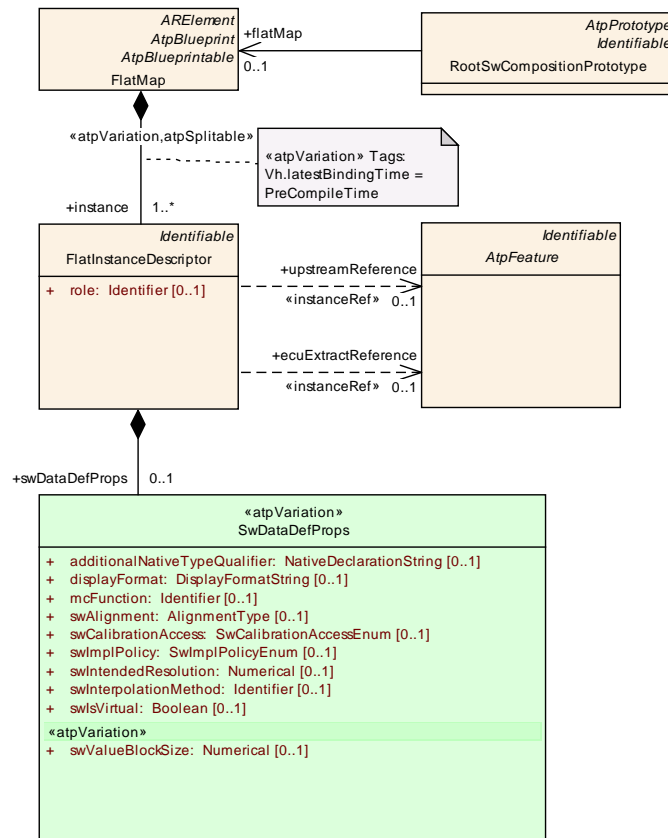 ARElement
AtpBlueprint
AtpBlueprintable
FlatMap
+flatMap
0..1
AtpPrototype
Identifiable
RootSwCompositionPrototype
«atpVariation,atpSplitable»
«atpVariation» Tags:
Vh.latestBindingTime =
PreCompileTime
+instance 1..*
Identifiable
FlatInstanceDescriptor
+ role: Identifier [0..1]
+upstreamReference
«instanceRef» 0..1
+ecuExtractReference
«instanceRef» 0..1
Identifiable
AtpFeature
+swDataDefProps 0..1
«atpVariation»
SwDataDefProps
+ additionalNativeTypeQualifier: NativeDeclarationString [0..1]
+ displayFormat: DisplayFormatString [0..1]
+ mcFunction: Identifier [0..1]
+ swAlignment: AlignmentType [0..1]
+ swCalibrationAccess: SwCalibrationAccessEnum [0..1]
+ swImplPolicy: SwImplPolicyEnum [0..1]
+ swIntendedResolution: Numerical [0..1]
+ swInterpolationMethod: Identifier [0..1]
+ swIsVirtual: Boolean [0..1]
«atpVariation»
+ swValueBlockSize: Numerical [0..1]